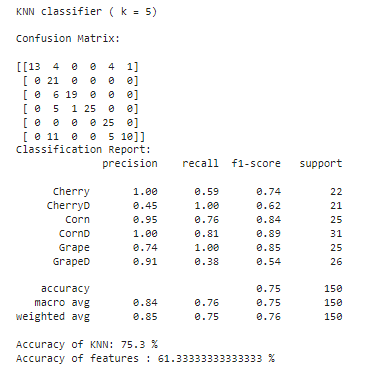 KNN classifier ( k = 5)
Confusion Matrix:
[[13  4  0  0  4  1]
 [ 0 21  0  0  0  0]
 [ 0  6 19  0  0  0]
 [ 0  5  1 25  0  0]
 [ 0  0  0  0 25  0]
 [ 0 11  0  0  5 10]]
Classification Report:
              precision    recall  f1-score   support
      Cherry       1.00      0.59      0.74        22
     CherryD       0.45      1.00      0.62        21
        Corn       0.95      0.76      0.84        25
       CornD       1.00      0.81      0.89        31
       Grape       0.74      1.00      0.85        25
      GrapeD       0.91      0.38      0.54        26
    accuracy                           0.75       150
   macro avg       0.84      0.76      0.75       150
weighted avg       0.85      0.75      0.76       150
Accuracy of KNN: 75.3 %
Accuracy of features : 61.33333333333333 %